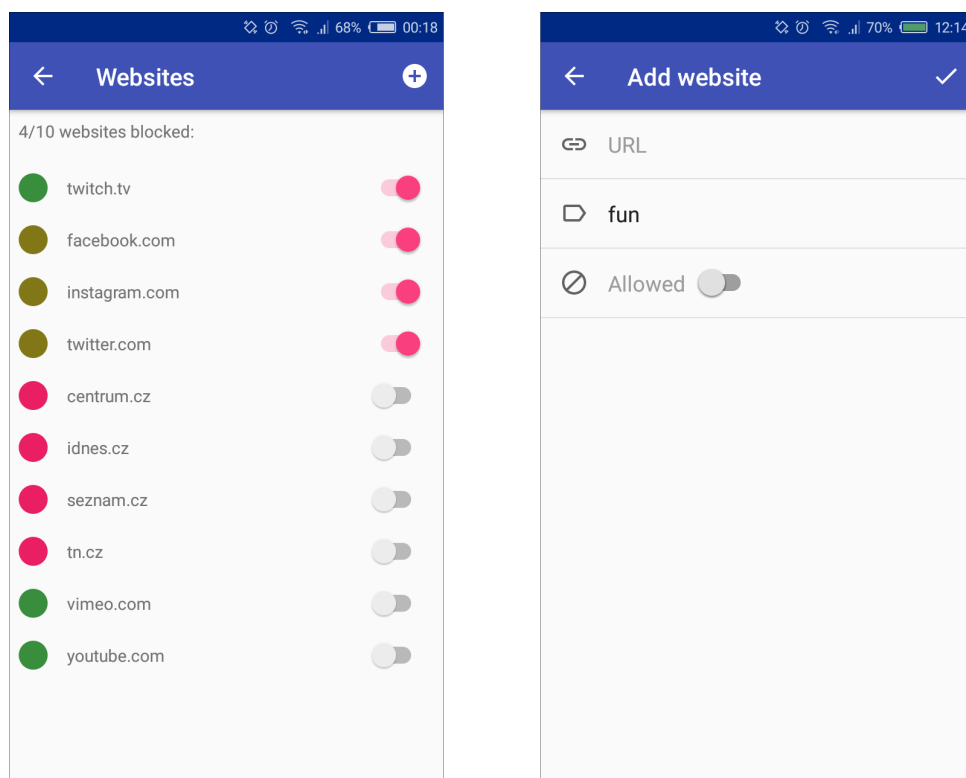 68% 00:18
Websites
4/10 websites blocked:
twitch.tv
facebook.com
instagram.com
twitter.com
centrum.cz
idnes.cz
seznam.cz
tn.cz
vimeo.com
youtube.com
70% 12:14
Add website
URL
fun
Allowed